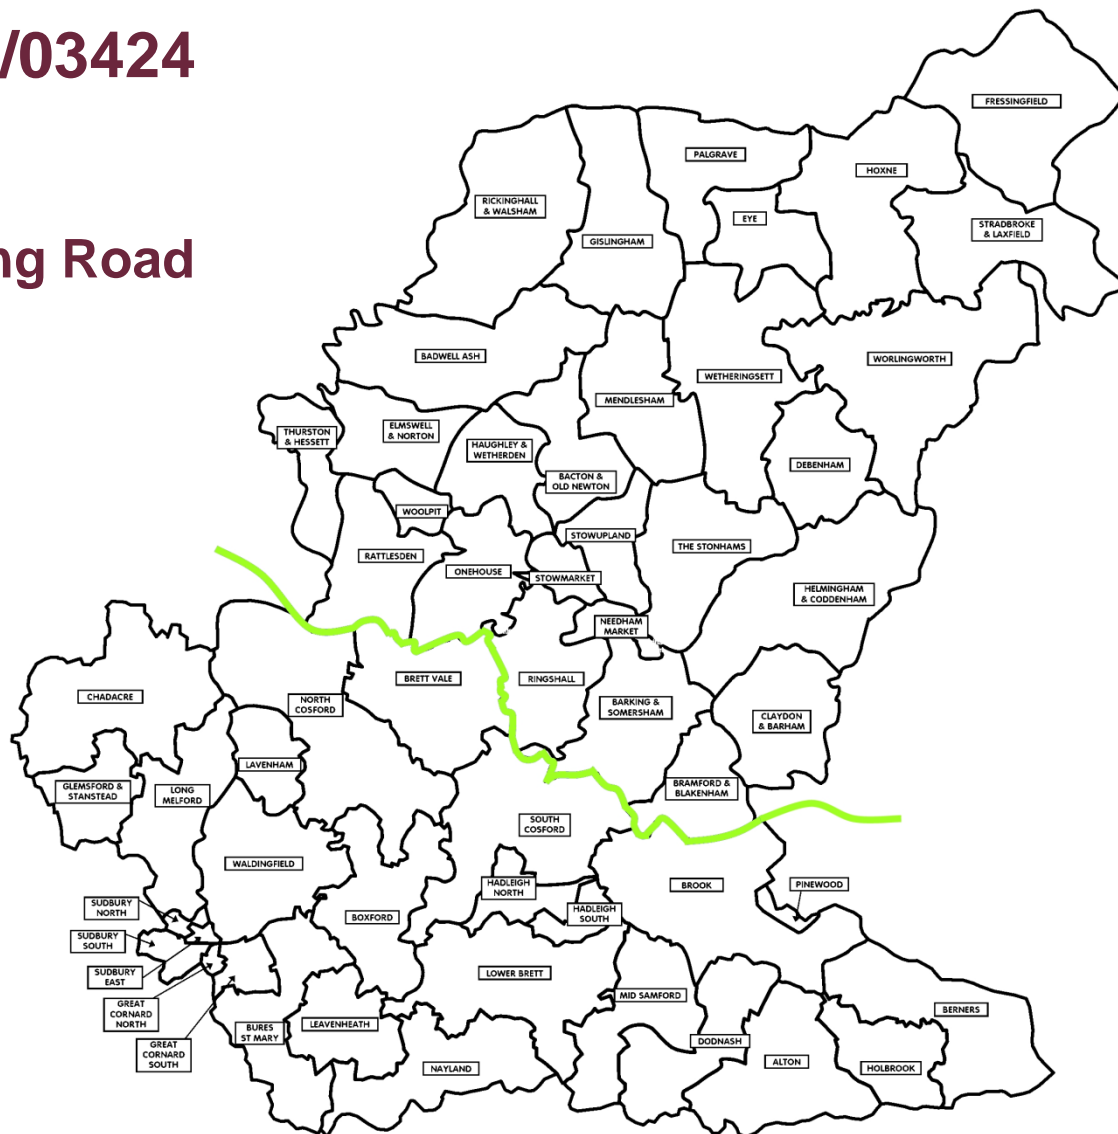 /03424
ng Road
FRESSINGFIELD
PALGRAVE
HOXNE
RICKINGHALL
& WALSHAM
EYE
STRADBROKE
& LAXFIELD
GISLINGHAM
BADWELL ASH
WORLINGWORTH
WETHERINGSETT
MENDLESHAM
THURSTON
& HESSETT
ELMSWELL
& NORTON
HAUGHLEY &
WETHERDEN
DEBENHAM
BACTON &
OLD NEWTON
WOOLPIT
STOWUPLAND
THE STONHAMS
RATTLESDEN
ONEHOUSE
STOWMARKET
HELMINGHAM
& CODDENHAM
NEEDHAM
MARKET
BRETT VALE
RINGSHALL
CHADACRE
NORTH
COSFORD
BARKING &
SOMERSHAM
CLAYDON
& BARHAM
LAVENHAM
GLEMSFORD &
STANSTEAD
LONG
MELFORD
BRAMFORD &
BLAKENHAM
SOUTH
COSFORD
WALDINGFIELD
HADLEIGH
NORTH
BROOK
PINEWOOD
SUDBURY
NORTH
BOXFORD
HADLEIGH
SOUTH
SUDBURY
SOUTH
SUDBURY
EAST
LOWER BRETT
MID SAMFORD
BERNERS
GREAT
CORNARD
NORTH
BURES
ST MARY
LEAVENHEATH
GREAT
CORNARD
SOUTH
DODNASH
NAYLAND
ALTON
HOLBROOK